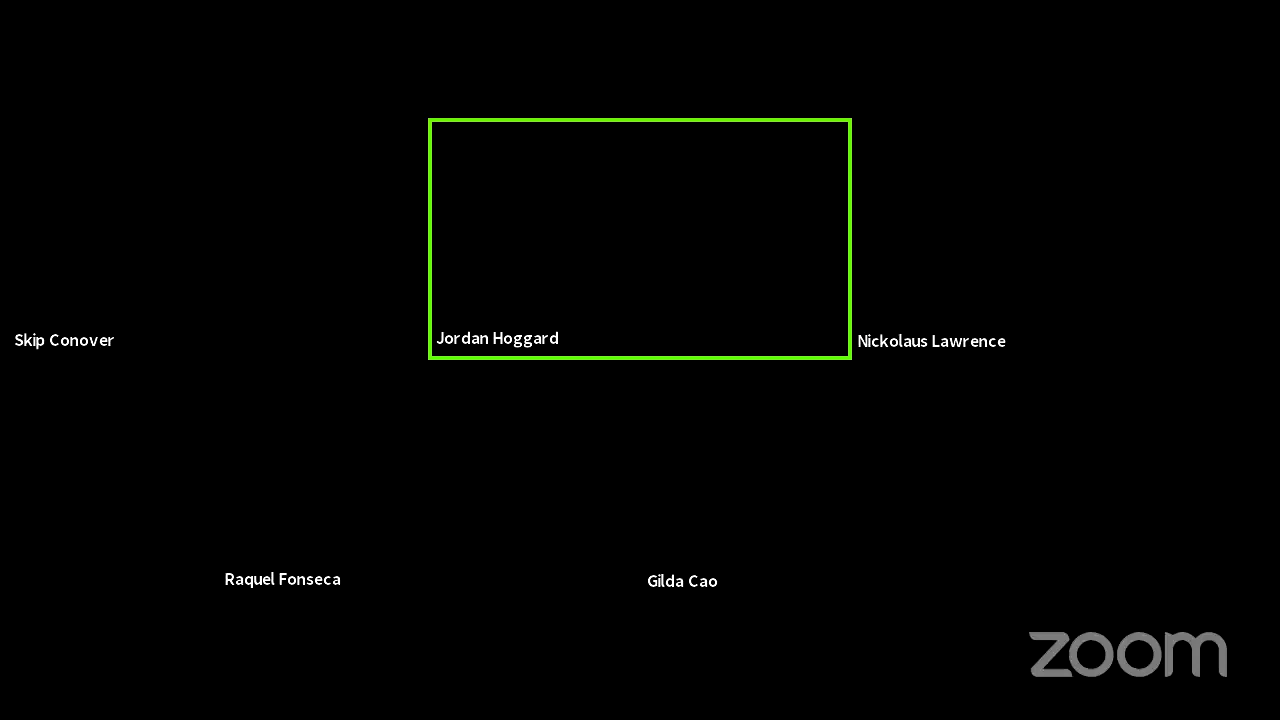 Skip Conover
Jordan Hoggard
Nickolaus Lawrence
Raquel Fonseca
Gilda Cao
zoom